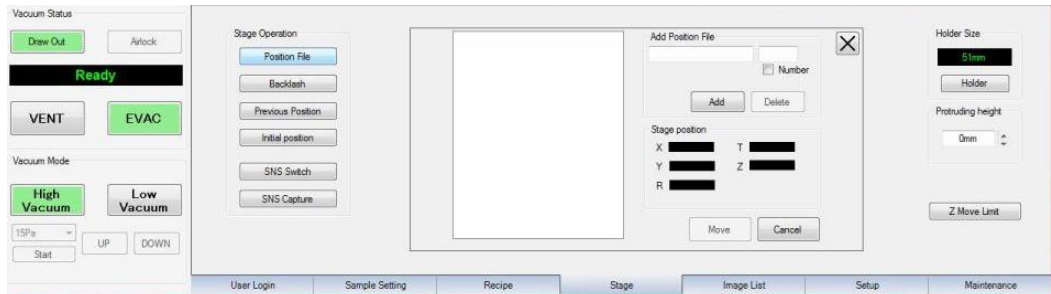 Vacuum Status
Draw Out
Airlock
Ready
VENT
EVAC
Vacuum Mode
High
Vacuum
Low
Vacuum
15Pa
Start
UP
DOWN
Stage Operation
Position File
Backlash
Previous Position
Initial position
SNS Switch
SNS Capture
Add Position File
Number
Add
Delete
Stage position
X
T
Y
Z
R
Move
Cancel
Holder Size
51mm
Holder
Protruding height
0mm
Z Move Limit
User Login
Sample Setting
Recipe
Stage
Image List
Setup
Maintenance